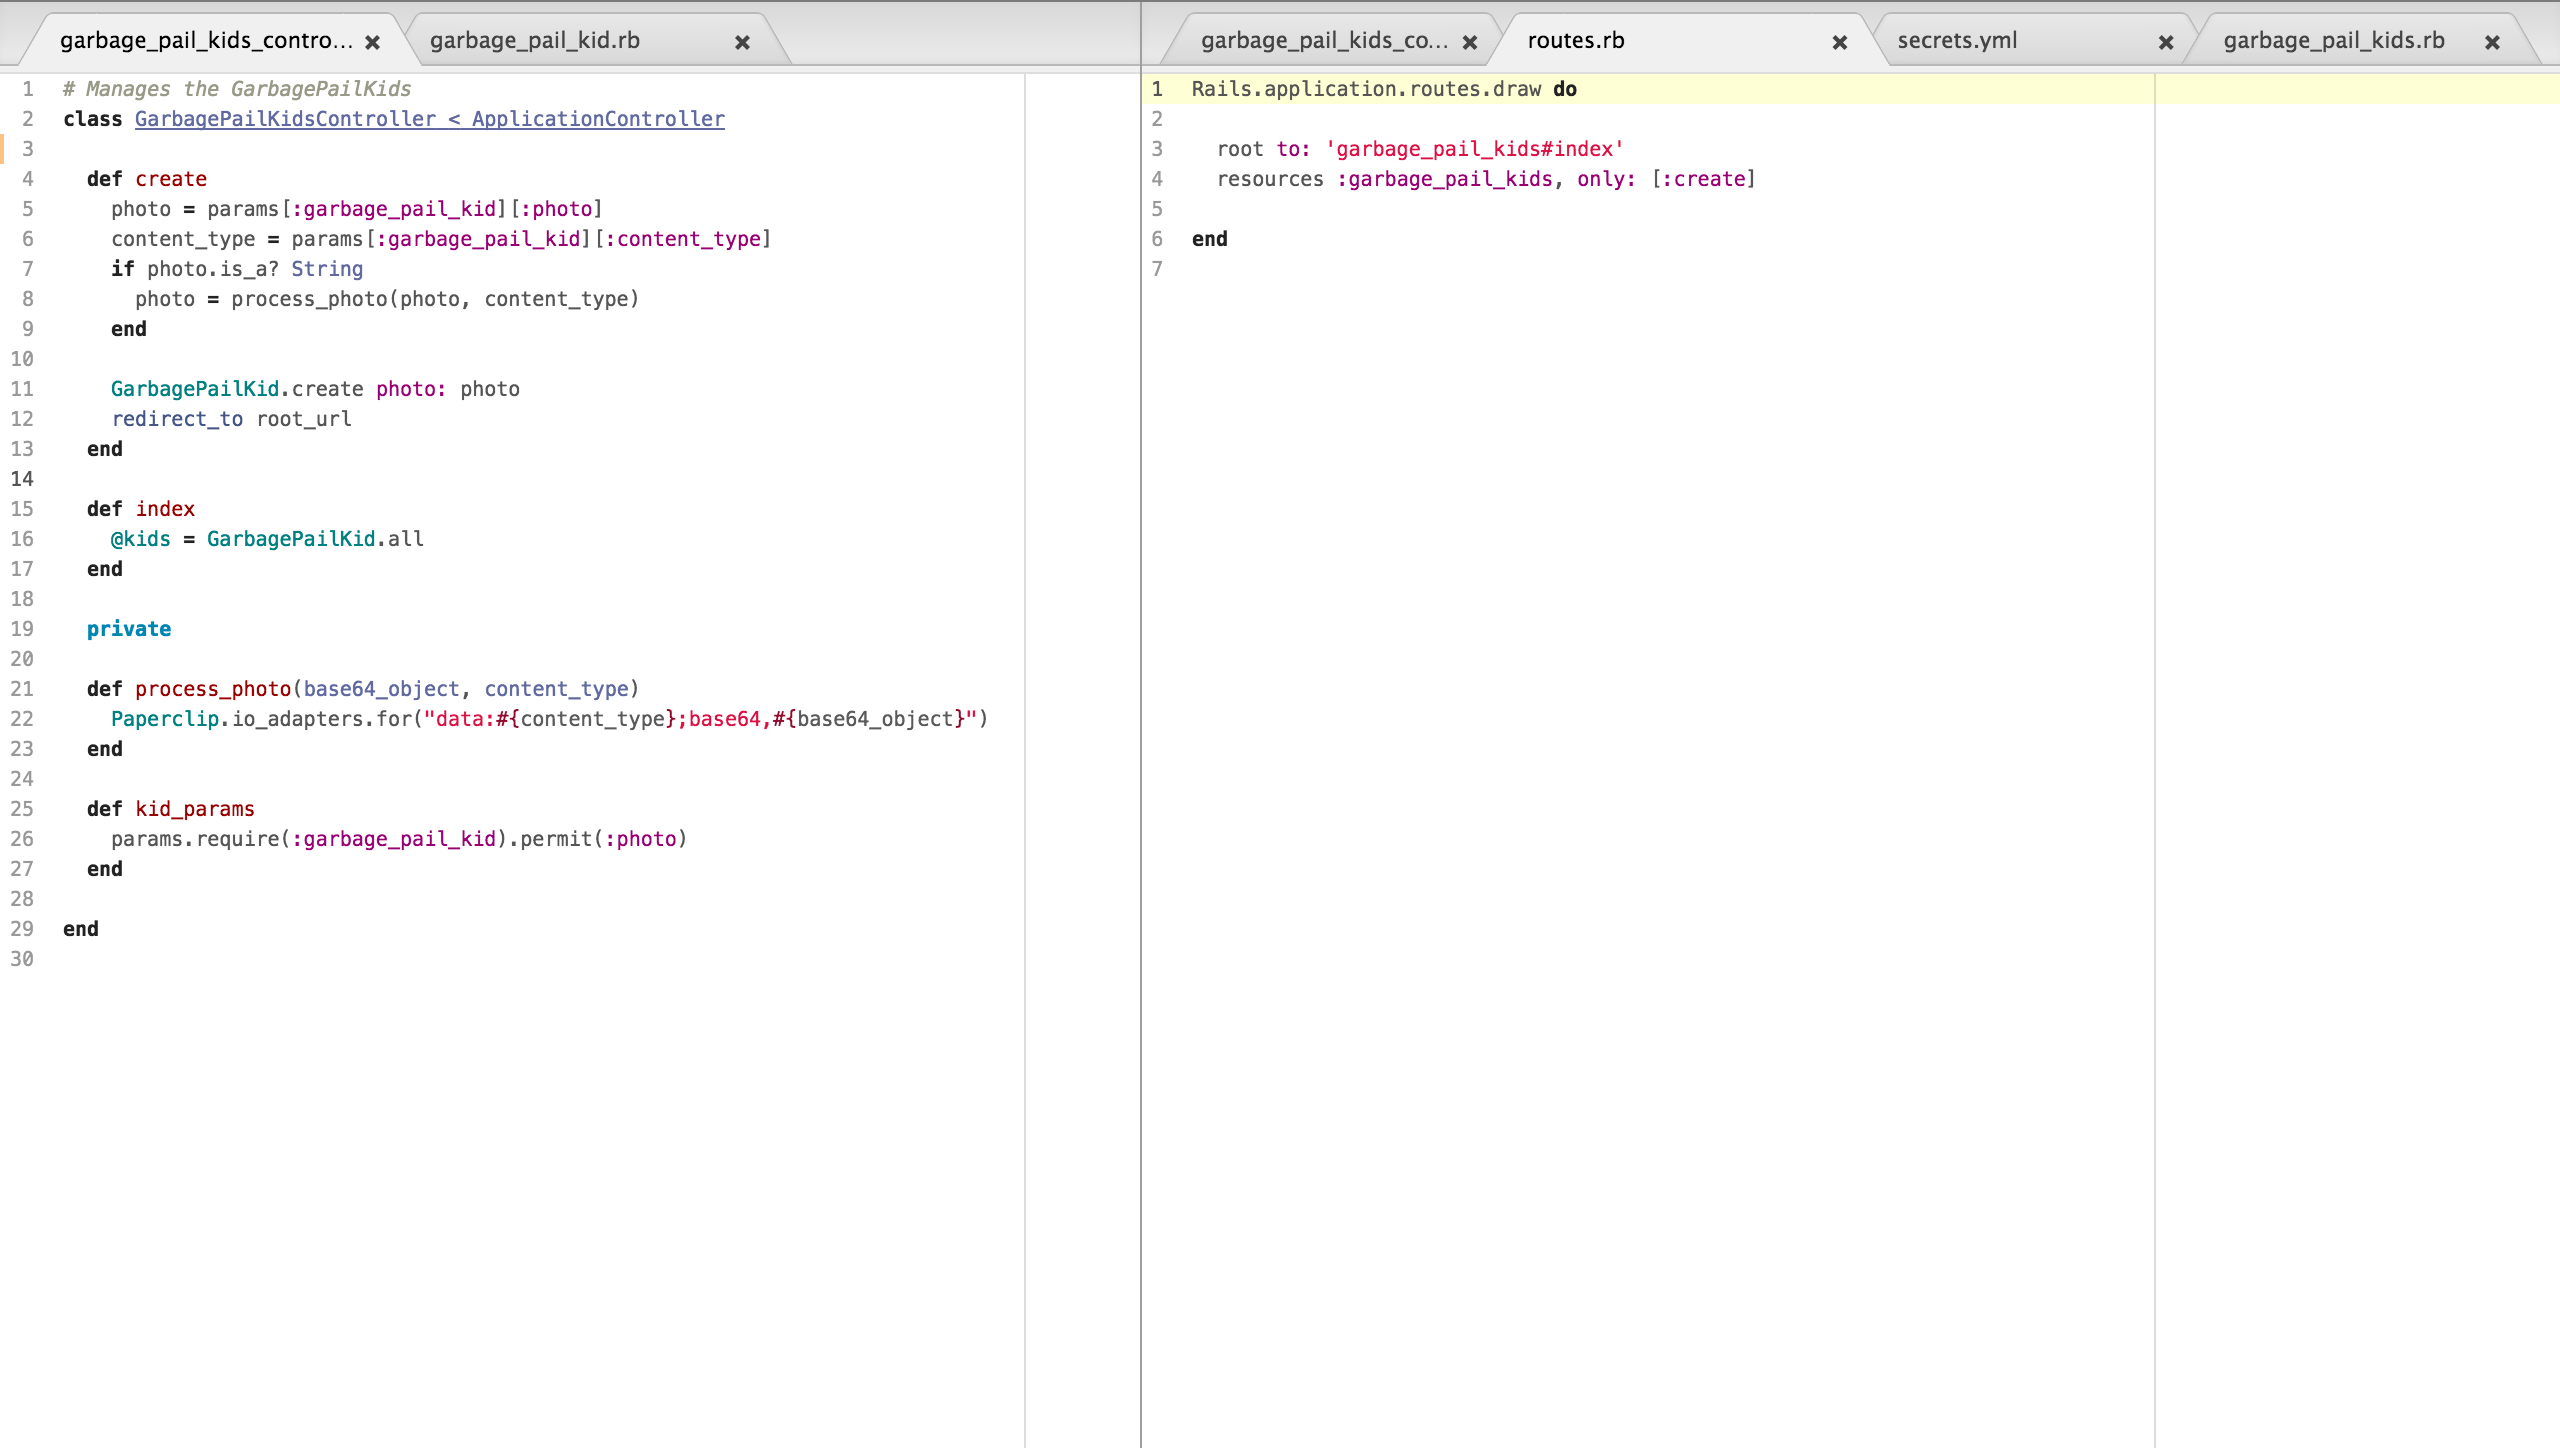 garbage_pail_kids_contro...
garbage_pail_kid.rb
1 # Manages the GarbagePailKids
2 class GarbagePailKidsController < ApplicationController
3
4   def create
5     photo = params[:garbage_pail_kid][:photo]
6     content_type = params[:garbage_pail_kid][:content_type]
7     if photo.is_a? String
8       photo = process_photo(photo, content_type)
9     end
10
11     GarbagePailKid.create photo: photo
12     redirect_to root_url
13   end
14
15   def index
16     @kids = GarbagePailKid.all
17   end
18
19   private
20
21   def process_photo(base64_object, content_type)
22     Paperclip.io_adapters.for("data:#{content_type};base64,#{base64_object}")
23   end
24
25   def kid_params
26     params.require(:garbage_pail_kid).permit(:photo)
27   end
28
29 end
30
garbage_pail_kids_co...
routes.rb
secrets.yml
garbage_pail_kids.rb
1 Rails.application.routes.draw do
2
3   root to: 'garbage_pail_kids#index'
4   resources :garbage_pail_kids, only: [:create]
5
6 end
7